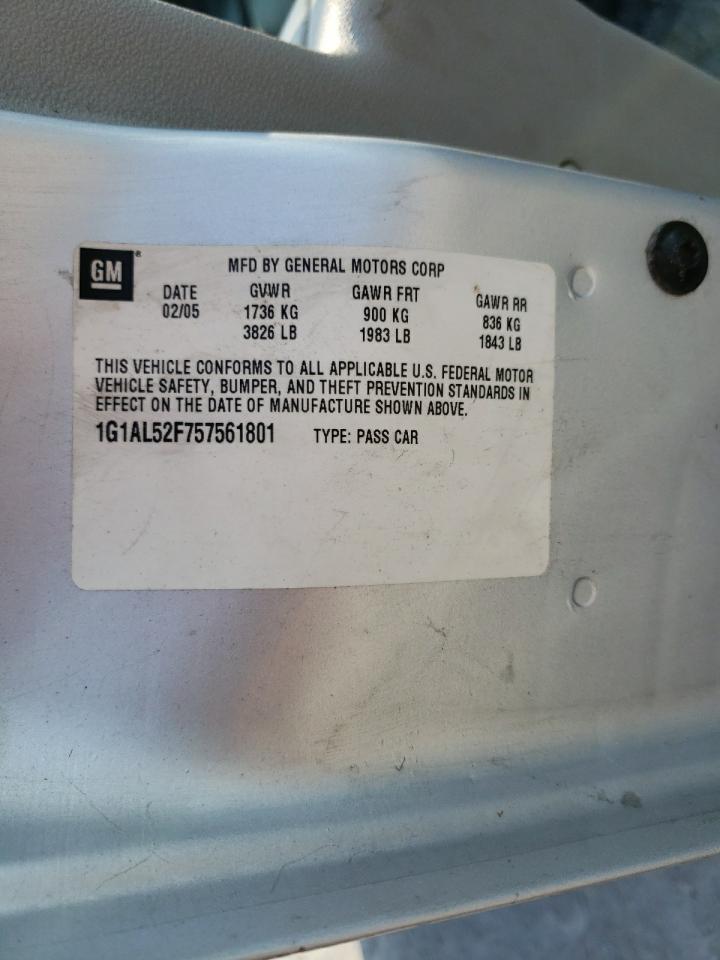 GM®
MFD BY GENERAL MOTORS CORP
DATE GVWR GAWR FRT GAWR RR
02/05 1736 KG 900 KG 836 KG
3826 LB 1983 LB 1843 LB
THIS VEHICLE CONFORMS TO ALL APPLICABLE U.S. FEDERAL MOTOR
VEHICLE SAFETY, BUMPER, AND THEFT PREVENTION STANDARDS IN
EFFECT ON THE DATE OF MANUFACTURE SHOWN ABOVE.
1G1AL52F757561801 TYPE: PASS CAR